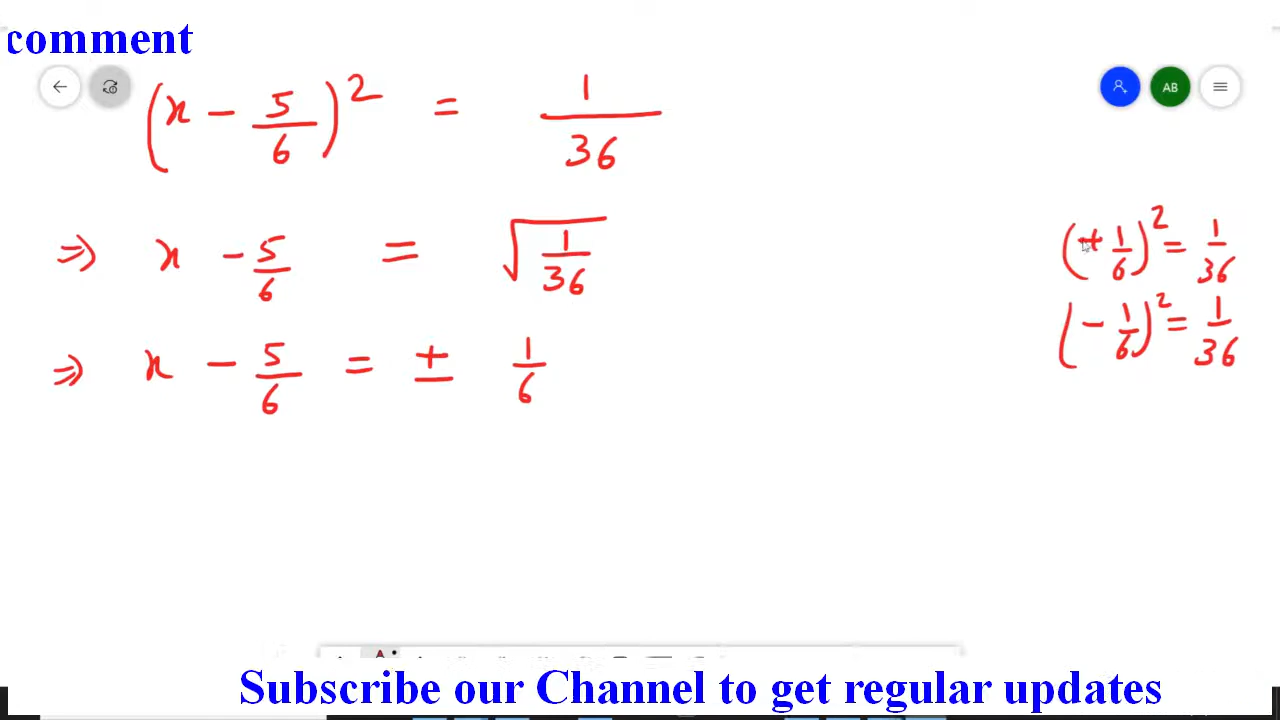 comment
AB
(x - 5/6)² = 1/36
⇒ x - 5/6 = √(1/36)
(+ 1/6)² = 1/36
(- 1/6)² = 1/36
⇒ x - 5/6 = ± 1/6
Subscribe our Channel to get regular updates